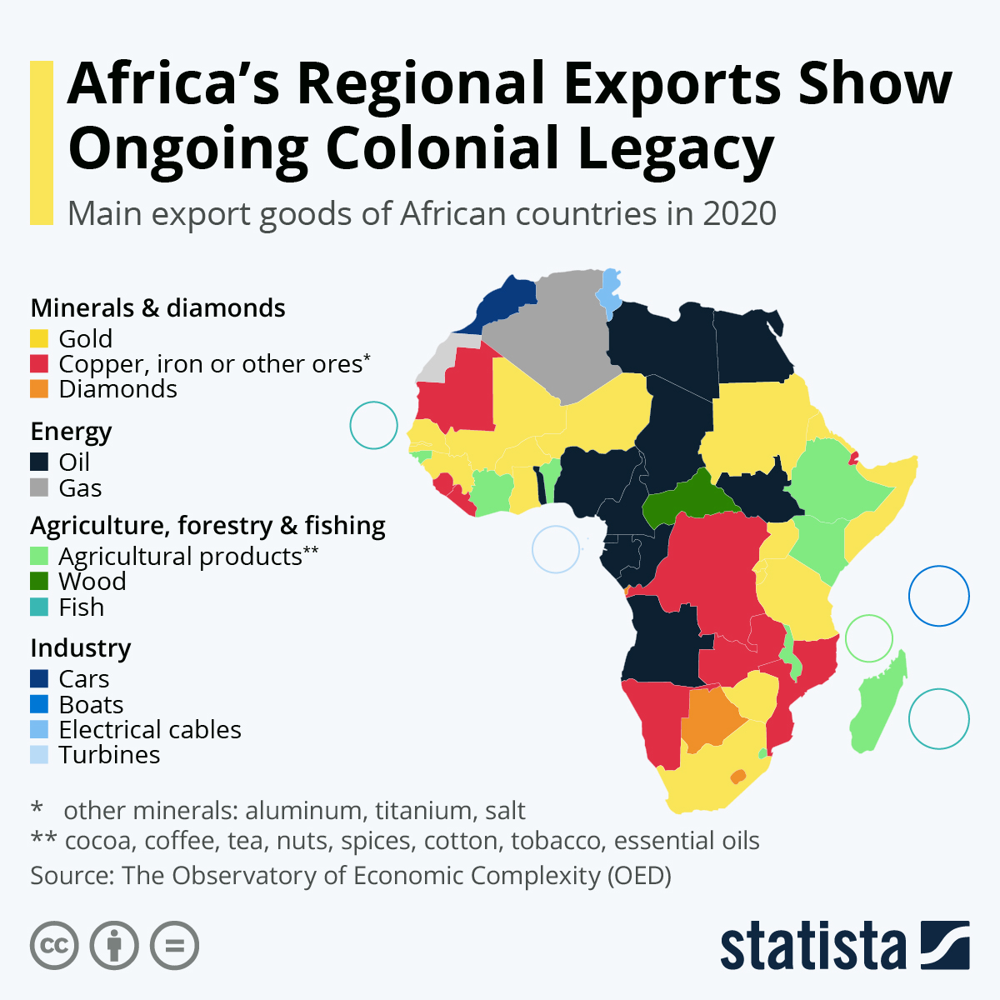 Africa's Regional Exports Show
Ongoing Colonial Legacy
Main export goods of African countries in 2020
Minerals & diamonds
Gold
Copper, iron or other ores*
Diamonds
Energy
Oil
Gas
Agriculture, forestry & fishing
Agricultural products**
Wood
Fish
Industry
Cars
Boats
Electrical cables
Turbines
* other minerals: aluminum, titanium, salt
** cocoa, coffee, tea, nuts, spices, cotton, tobacco, essential oils
Source: The Observatory of Economic Complexity (OED)
cc
statista